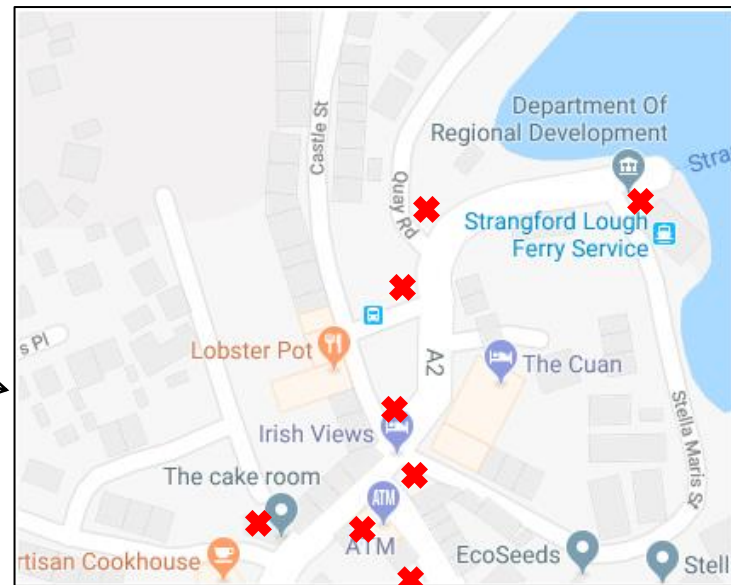 Department Of
Regional Development
Castle St
Quay Rd
Stra
Strangford Lough
Ferry Service
s Pl
Lobster Pot
A2
The Cuan
Irish Views
Stella Maris St
The cake room
ATM
ATM
rtisan Cookhouse
EcoSeeds
Stell